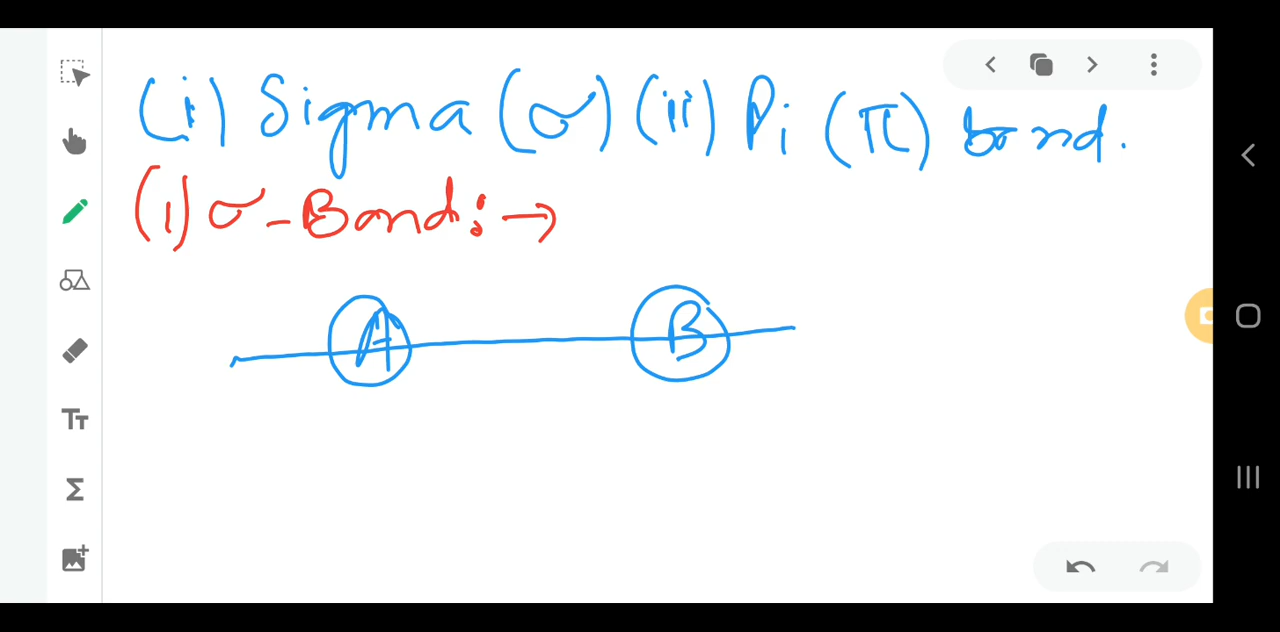 (i) Sigma (σ) (ii) Pi (π) bond.
(1) σ-Bond: →
A B